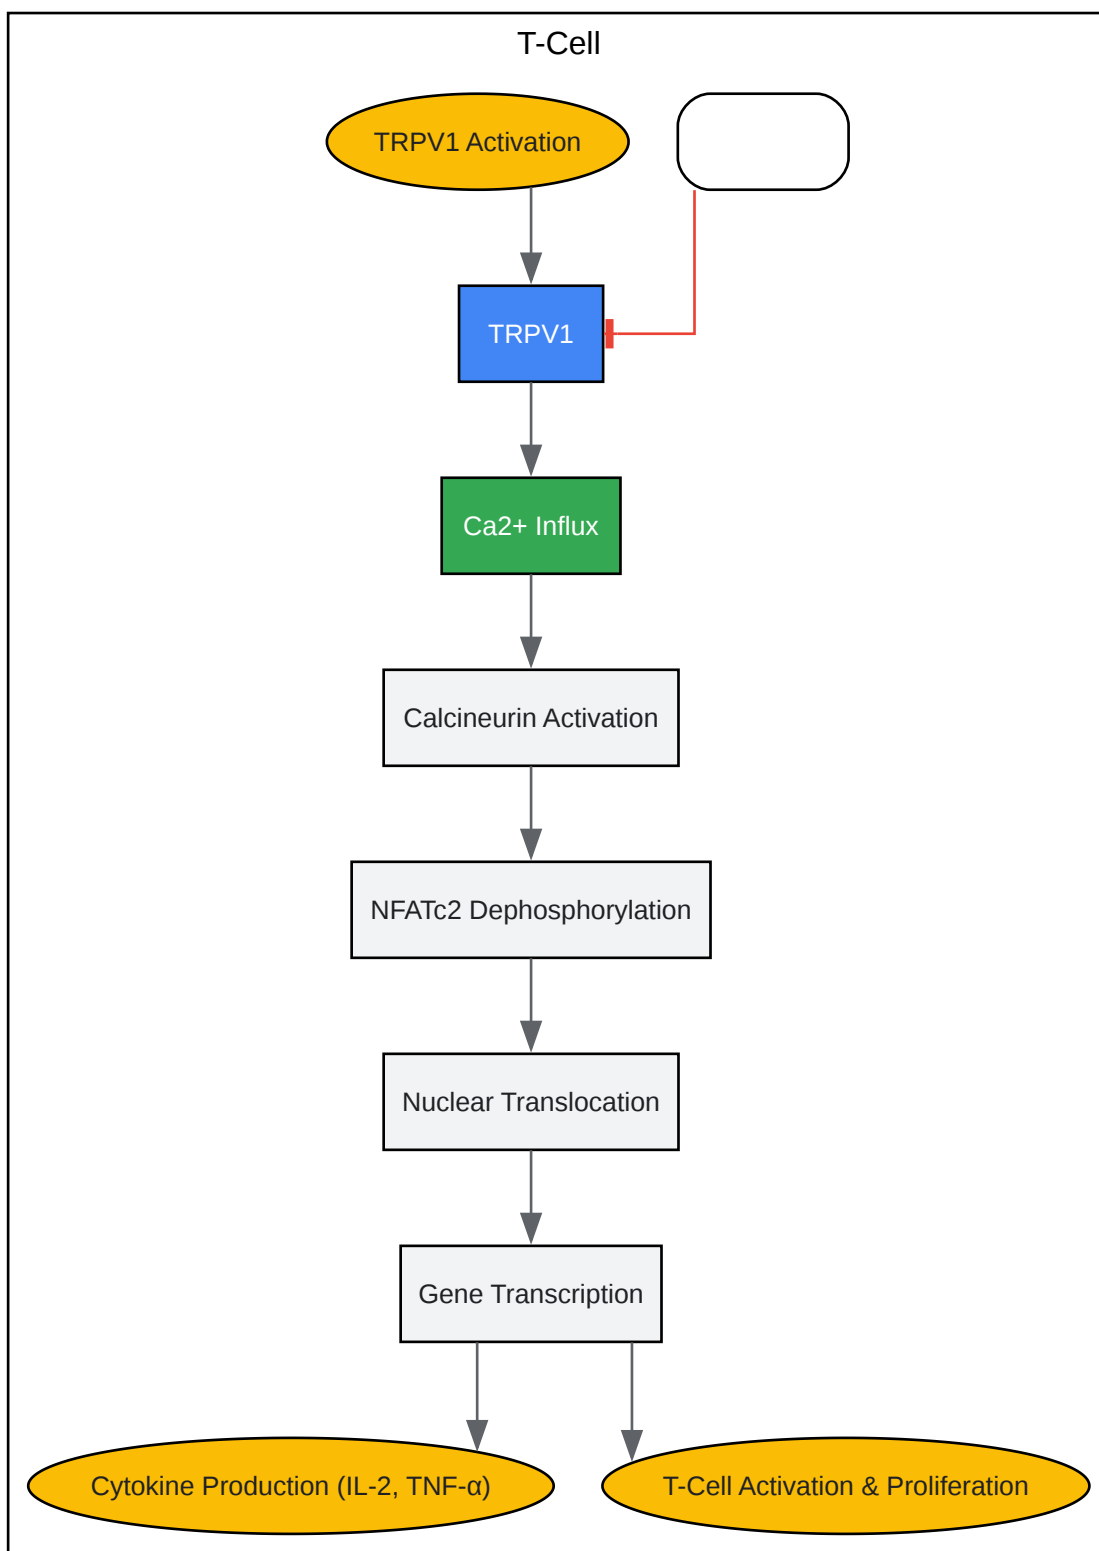 T-Cell
TRPV1 Activation
TRPV1
Ca2+ Influx
Calcineurin Activation
NFATc2 Dephosphorylation
Nuclear Translocation
Gene Transcription
Cytokine Production (IL-2, TNF-α)
T-Cell Activation & Proliferation